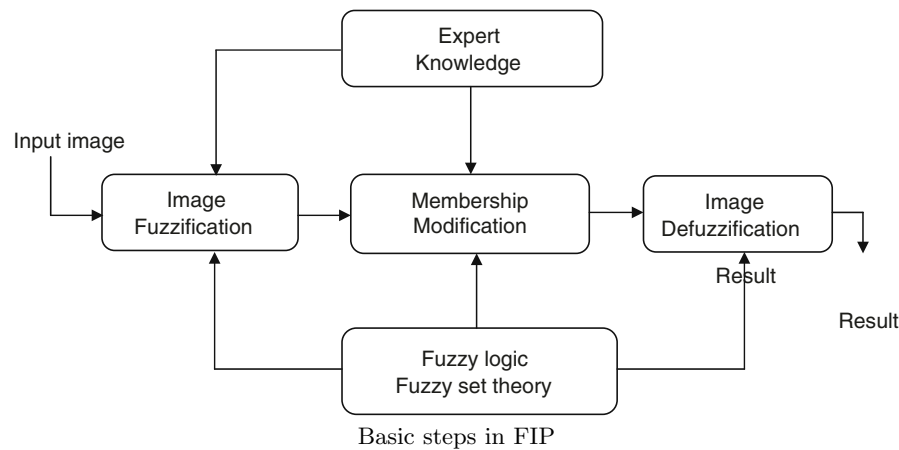 Expert
Knowledge
Input image
Image
Fuzzification
Membership
Modification
Image
Defuzzification
Result
Result
Fuzzy logic
Fuzzy set theory
Basic steps in FIP